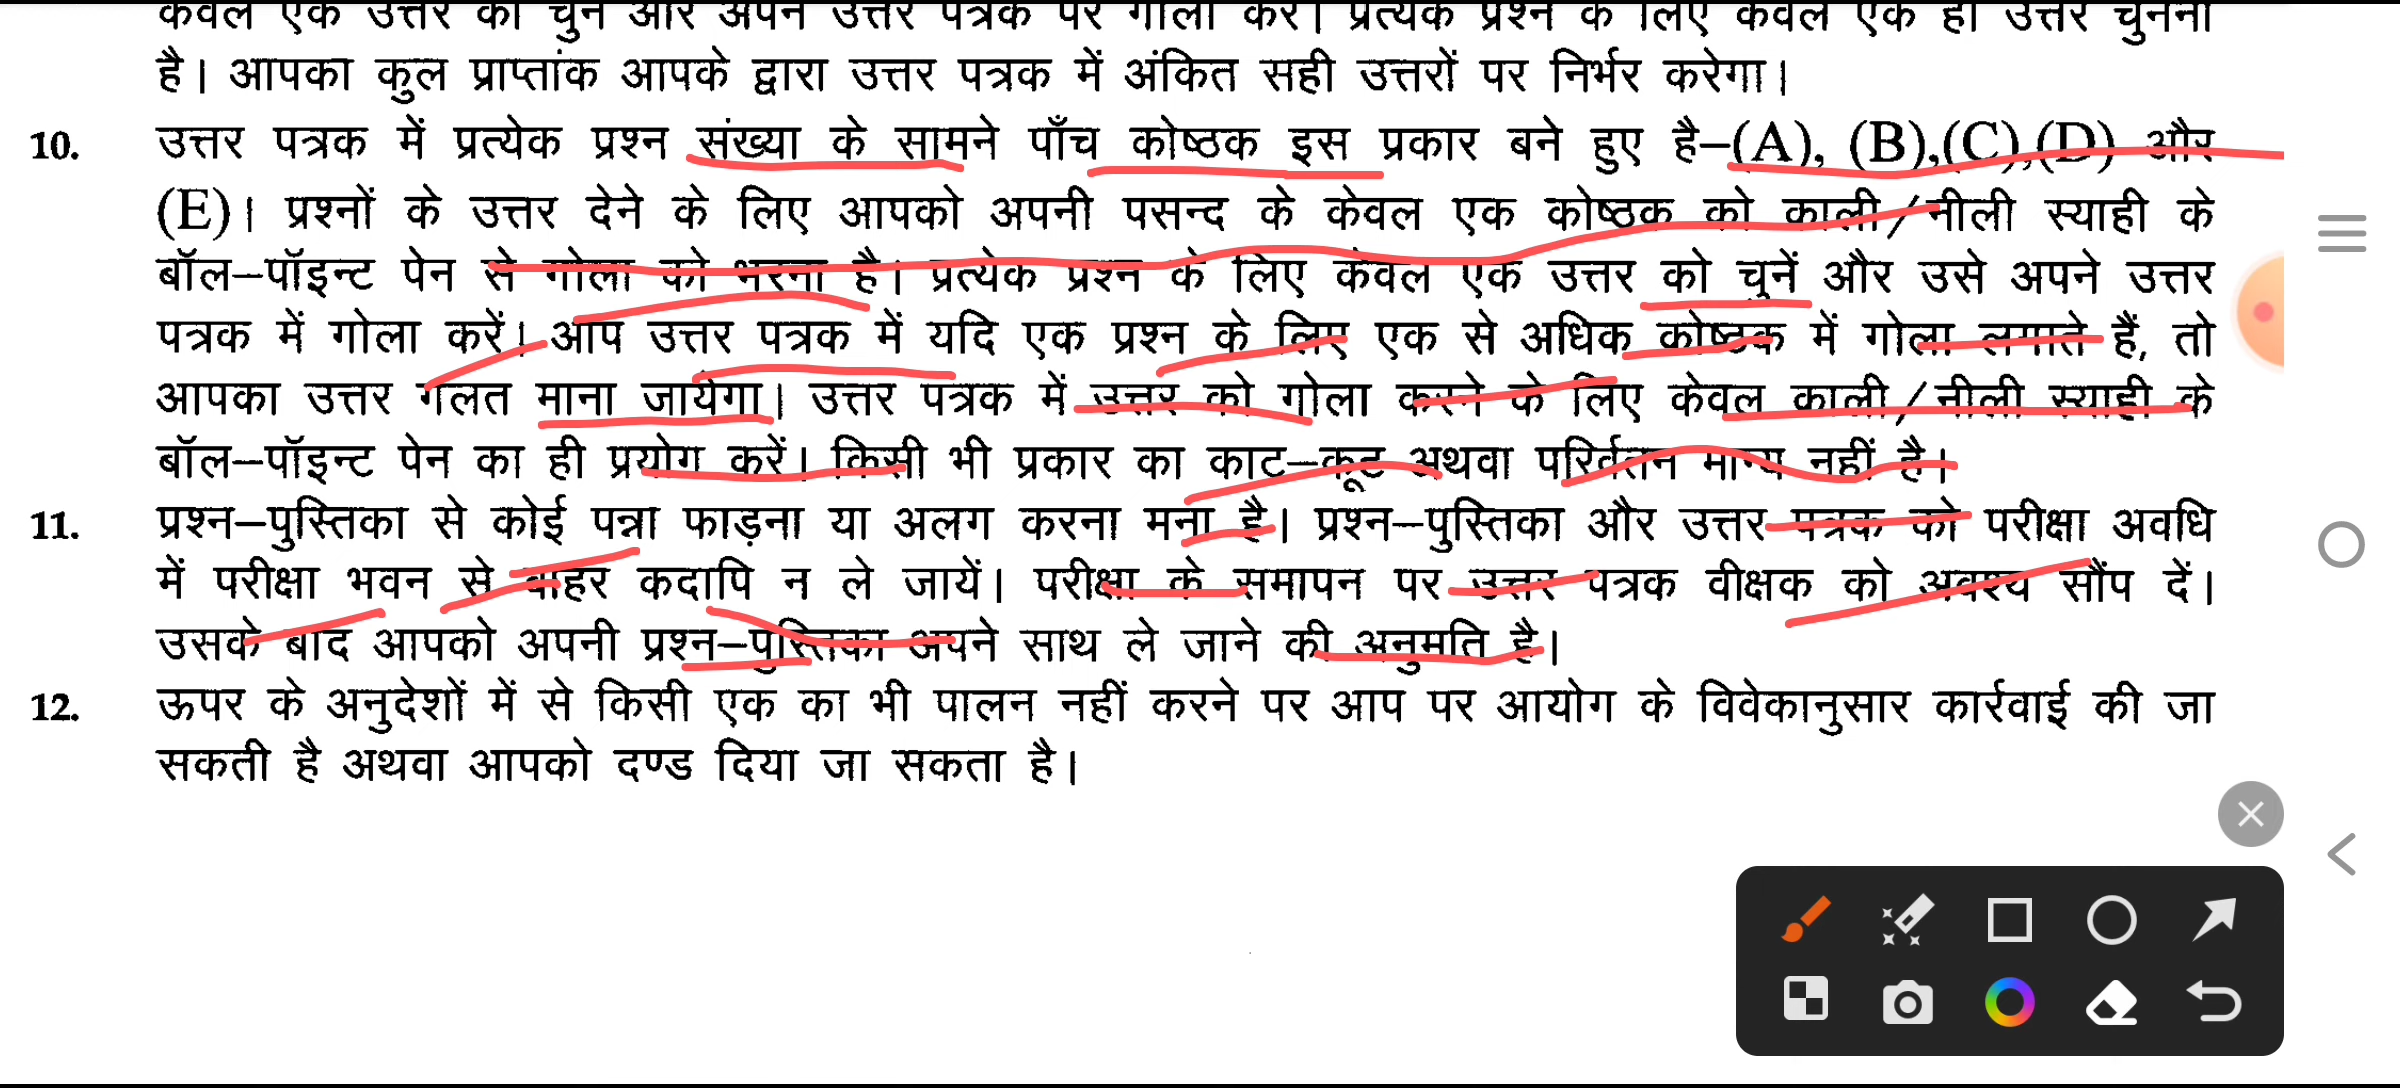 केवल एक उत्तर को चुनें और अपने उत्तर पत्रक पर गोला करें। प्रत्येक प्रश्न के लिए केवल एक ही उत्तर चुनना
है। आपका कुल प्राप्तांक आपके द्वारा उत्तर पत्रक में अंकित सही उत्तरों पर निर्भर करेगा।
10. उत्तर पत्रक में प्रत्येक प्रश्न संख्या के सामने पाँच कोष्ठक इस प्रकार बने हुए है–(A), (B),(C),(D) और
(E)। प्रश्नों के उत्तर देने के लिए आपको अपनी पसन्द के केवल एक कोष्ठक को काली/नीली स्याही के
बॉल–पॉइन्ट पेन से गोला को भरना है। प्रत्येक प्रश्न के लिए केवल एक उत्तर को चुनें और उसे अपने उत्तर
पत्रक में गोला करें। आप उत्तर पत्रक में यदि एक प्रश्न के लिए एक से अधिक कोष्ठक में गोला लगाते हैं, तो
आपका उत्तर गलत माना जायेगा। उत्तर पत्रक में उत्तर को गोला करने के लिए केवल काली/नीली स्याही के
बॉल–पॉइन्ट पेन का ही प्रयोग करें। किसी भी प्रकार का काट–कूट अथवा परिर्वतन मान्य नहीं है।
11. प्रश्न–पुस्तिका से कोई पन्ना फाड़ना या अलग करना मना है। प्रश्न–पुस्तिका और उत्तर पत्रक को परीक्षा अवधि
में परीक्षा भवन से बाहर कदापि न ले जायें। परीक्षा के समापन पर उत्तर पत्रक वीक्षक को अवश्य सौंप दें।
उसके बाद आपको अपनी प्रश्न–पुस्तिका अपने साथ ले जाने की अनुमति है।
12. ऊपर के अनुदेशों में से किसी एक का भी पालन नहीं करने पर आप पर आयोग के विवेकानुसार कार्रवाई की जा
सकती है अथवा आपको दण्ड दिया जा सकता है।